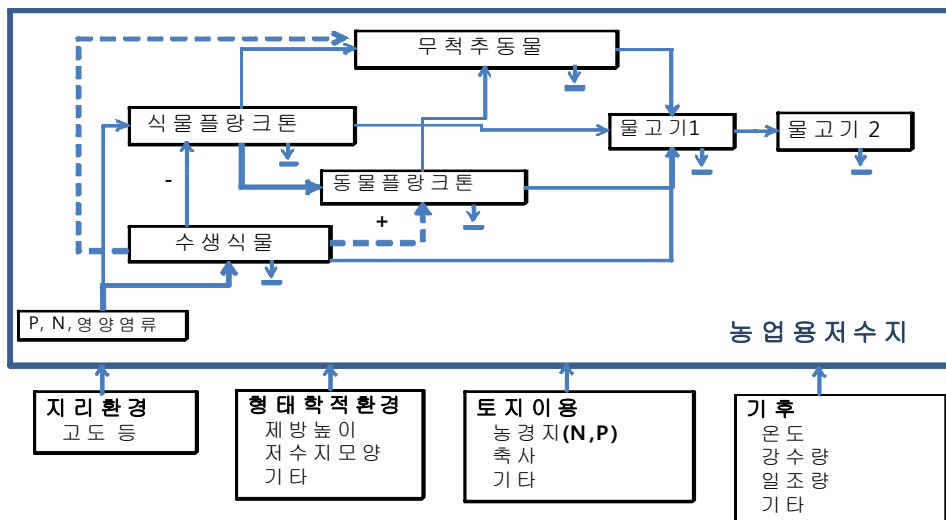 무척추동물
식물플랑크톤
물고기1
물고기 2
-
동물플랑크톤
+
수생식물
P, N,영양염류
농업용저수지
지리환경
고도 등
형태학적환경
제방높이
저수지모양
기타
토지이용
농경지(N,P)
축사
기타
기후
온도
강수량
일조량
기타